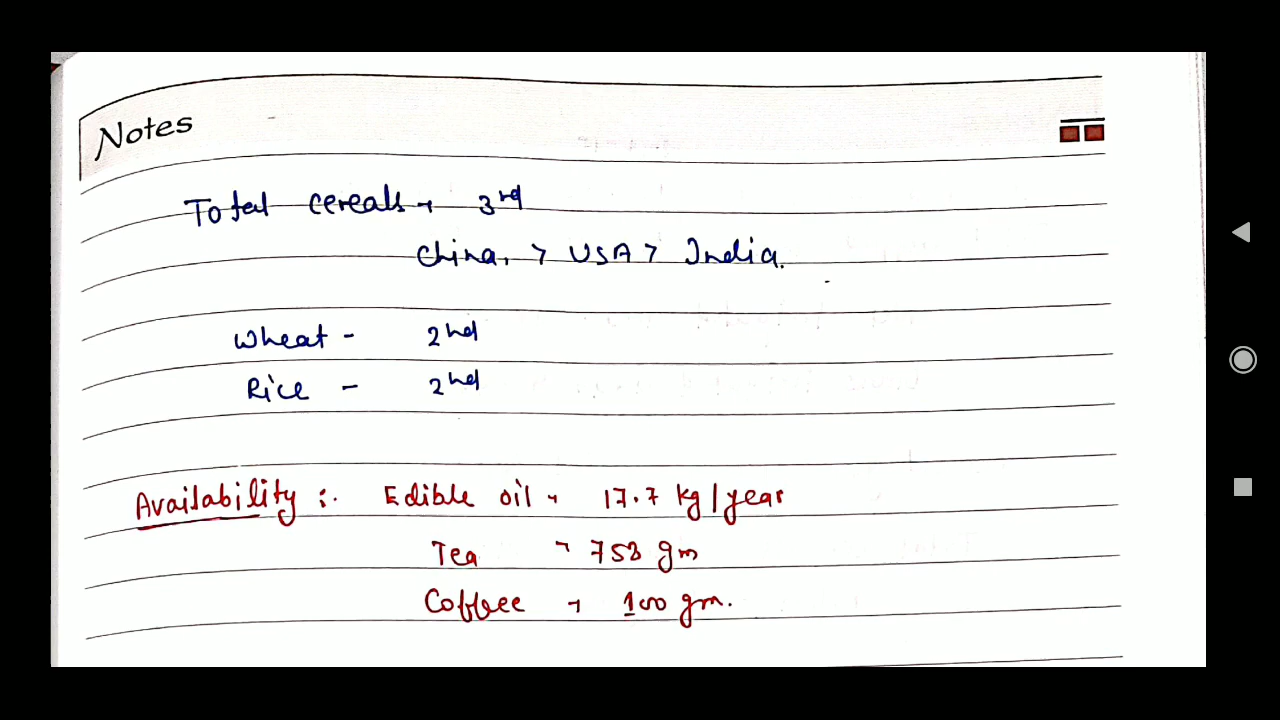 Notes
Total cereals → 3rd
China > USA > India.
Wheat - 2nd
Rice - 2nd
Availability :- Edible oil → 17.7 kg/year
Tea → 753 gm
Coffee → 100 gm.